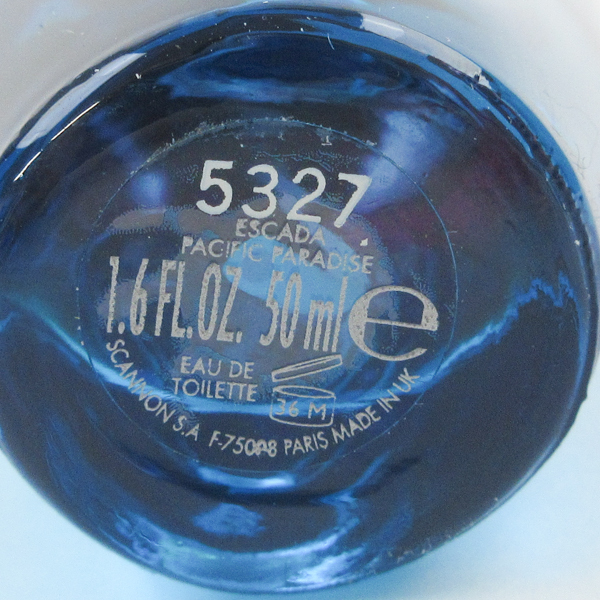 5327
ESCADA
PACIFIC PARADISE
1.6 FL.OZ. 50 ml e
EAU DE
TOILETTE
36 M
SCANNON S.A F-75008 PARIS MADE IN UK